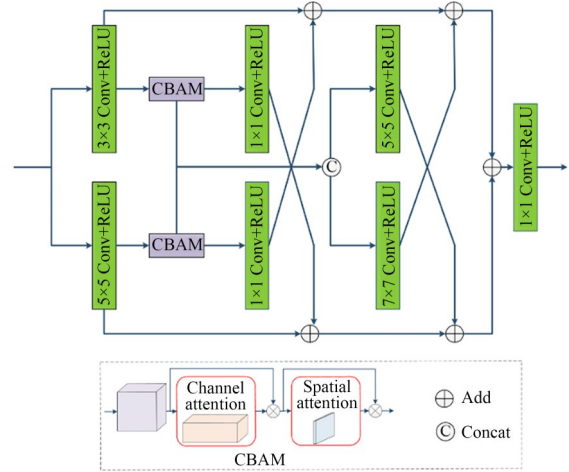 3×3 Conv+ReLU
CBAM
1×1 Conv+ReLU
5×5 Conv+ReLU
C
1×1 Conv+ReLU
5×5 Conv+ReLU
CBAM
1×1 Conv+ReLU
7×7 Conv+ReLU
Channel
attention
Spatial
attention
CBAM
Add
C Concat